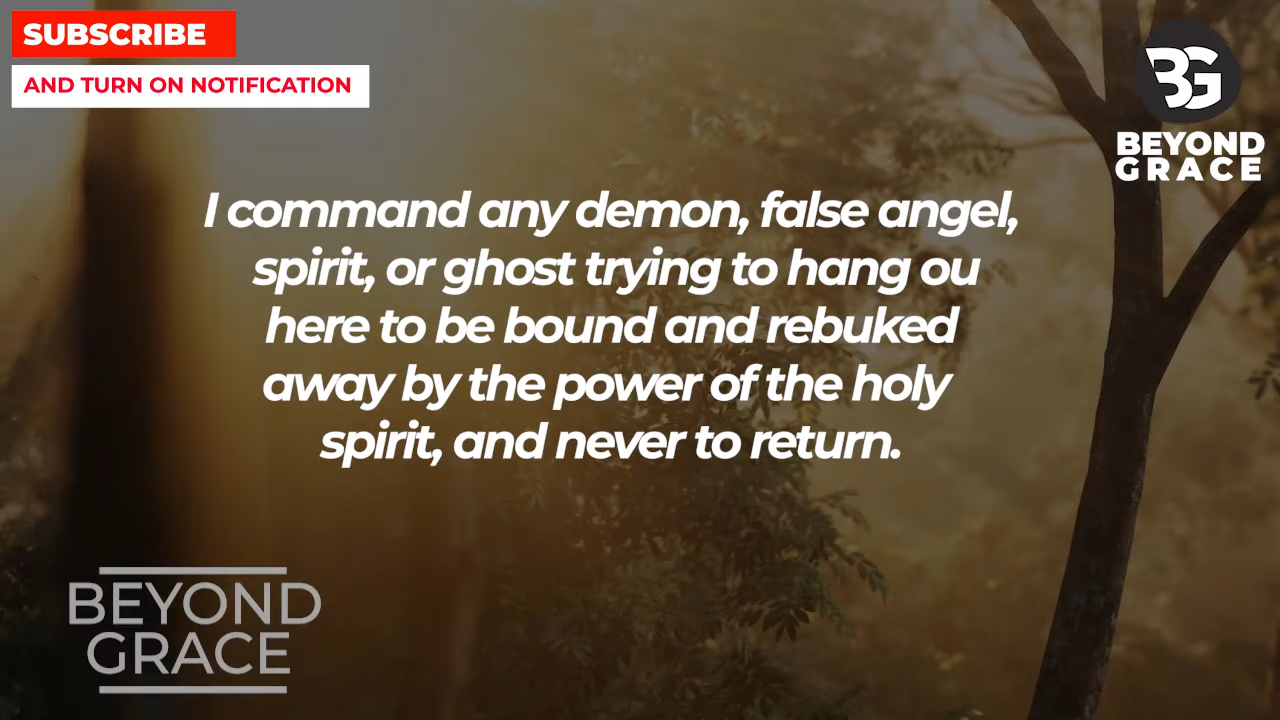 SUBSCRIBE
AND TURN ON NOTIFICATION
BG
BEYOND
GRACE
I command any demon, false angel,
spirit, or ghost trying to hang ou
here to be bound and rebuked
away by the power of the holy
spirit, and never to return.
BEYOND
GRACE